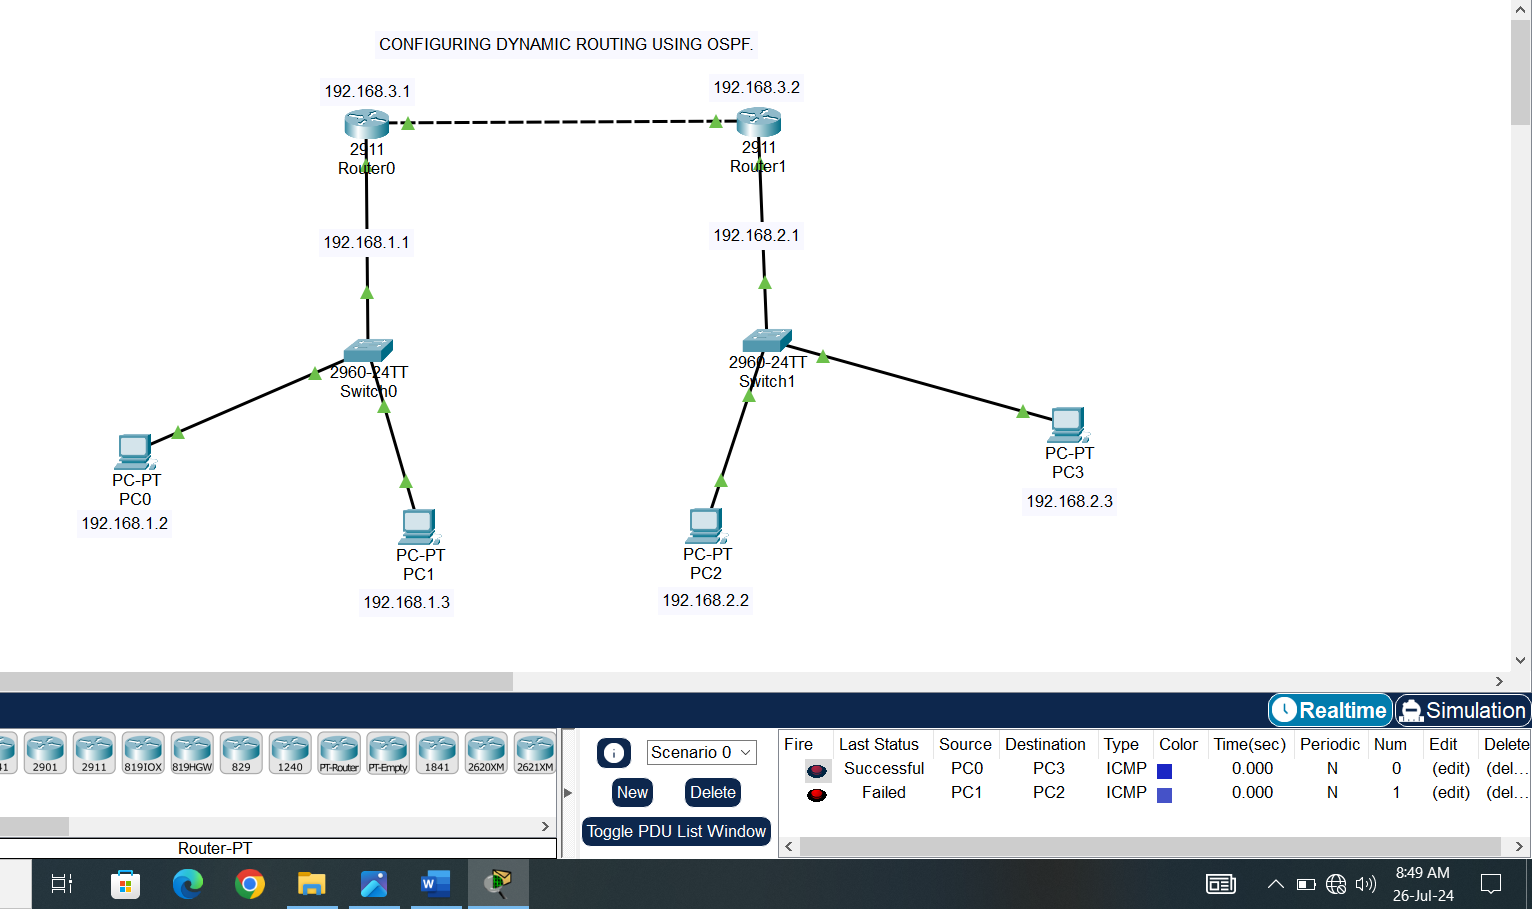 CONFIGURING DYNAMIC ROUTING USING OSPF.
192.168.3.1
192.168.3.2
2911
Router0
2911
Router1
192.168.1.1
192.168.2.1
2960-24TT
Switch0
2960-24TT
Switch1
PC-PT
PC0
192.168.1.2
PC-PT
PC1
192.168.1.3
PC-PT
PC2
192.168.2.2
PC-PT
PC3
192.168.2.3
Realtime
Simulation
41 2901 2911 819IOX 819HGW 829 1240 PT-Router PT-Empty 1841 2620XM 2621XM
Router-PT
Scenario 0
New
Delete
Toggle PDU List Window
Fire Last Status Source Destination Type Color Time(sec) Periodic Num Edit Delete
Successful PC0 PC3 ICMP 0.000 N 0 (edit) (del...
Failed PC1 PC2 ICMP 0.000 N 1 (edit) (del...
8:49 AM
26-Jul-24